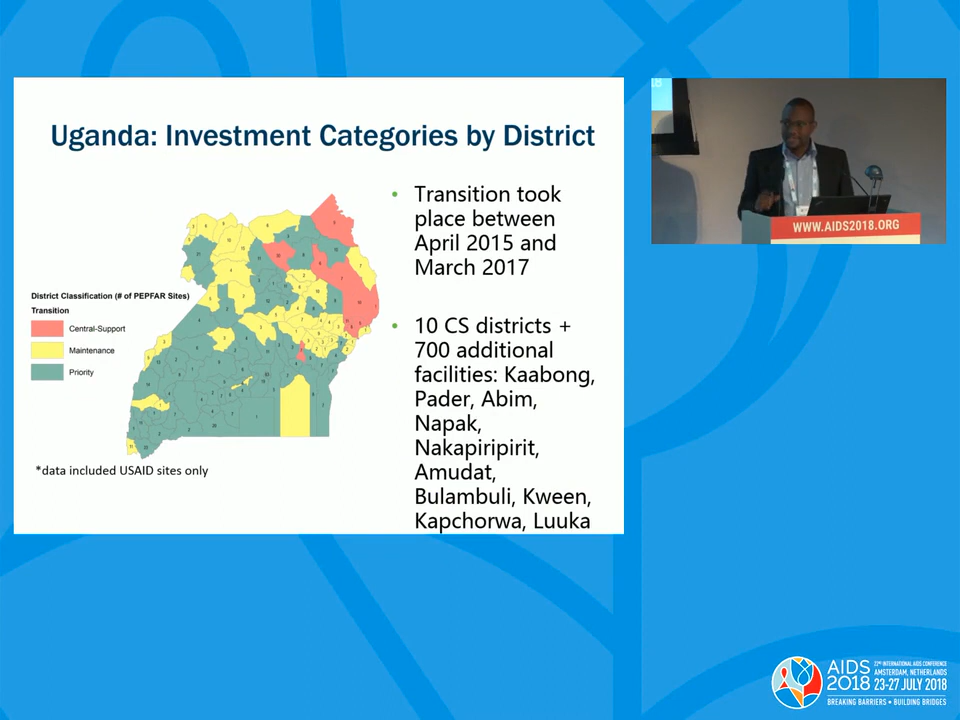 Uganda: Investment Categories by District
• Transition took
place between
April 2015 and
March 2017
• 10 CS districts +
700 additional
facilities: Kaabong,
Pader, Abim,
Napak,
Nakapiripirit,
Amudat,
Bulambuli, Kween,
Kapchorwa, Luuka
District Classification (# of PEPFAR Sites)
Transition
Central-Support
Maintenance
Priority
*data included USAID sites only
WWW.AIDS2018.ORG
AIDS
2018
22ND INTERNATIONAL AIDS CONFERENCE
AMSTERDAM, NETHERLANDS
23-27 JULY 2018
BREAKING BARRIERS • BUILDING BRIDGES